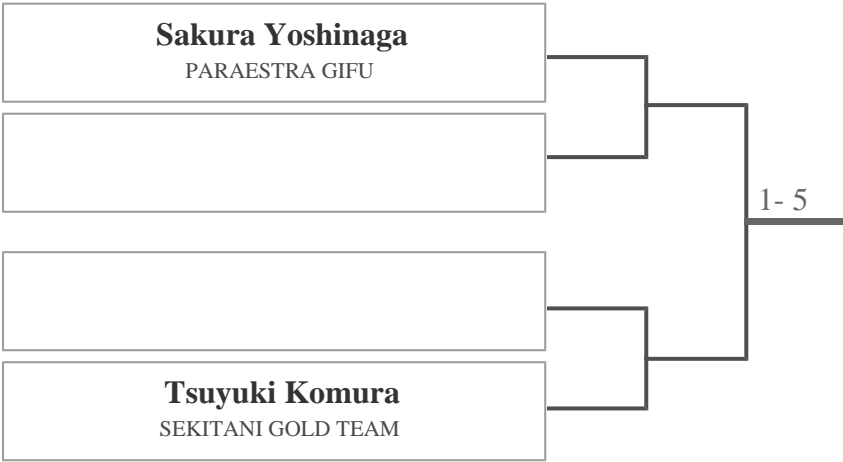 Sakura Yoshinaga
PARAESTRA GIFU
1- 5
Tsuyuki Komura
SEKITANI GOLD TEAM